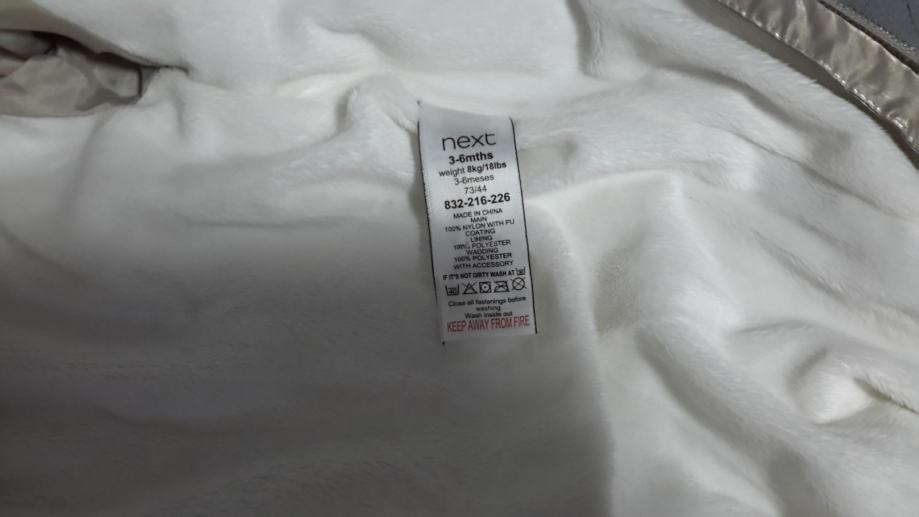 next
3-6mths
weight 8kg/18lbs
3-6meses
73/44
832-216-226
MADE IN CHINA
MAIN
100% NYLON WITH PU
COATING
LINING
100% POLYESTER
WADDING
100% POLYESTER
WITH ACCESSORY
IF IT'S NOT DIRTY WASH AT
Close all fastenings before
washing
Wash inside out
KEEP AWAY FROM FIRE